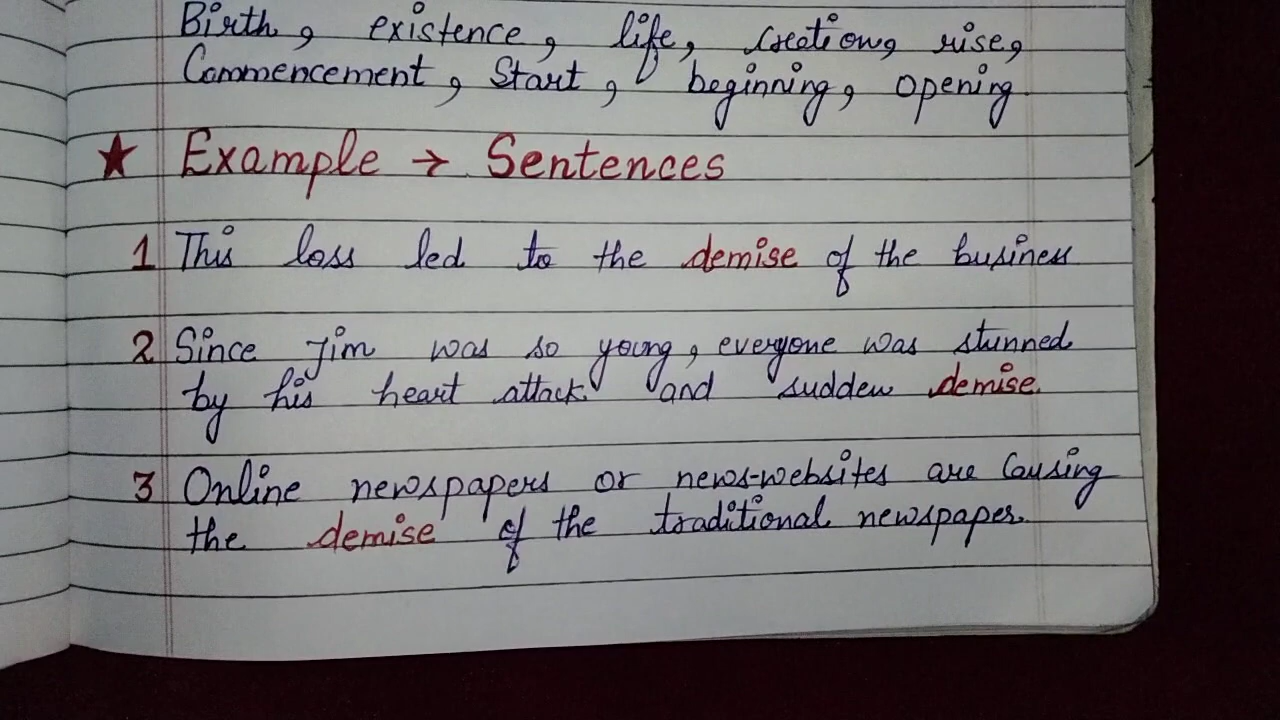 Birth, existence, life, creation, rise,
Commencement, Start, beginning, opening
★ Example → Sentences
1 This loss led to the demise of the business
2 Since Jim was so young, everyone was stunned
by his heart attack and sudden demise.
3 Online newspapers or news-websites are Causing
the demise of the traditional newspaper.